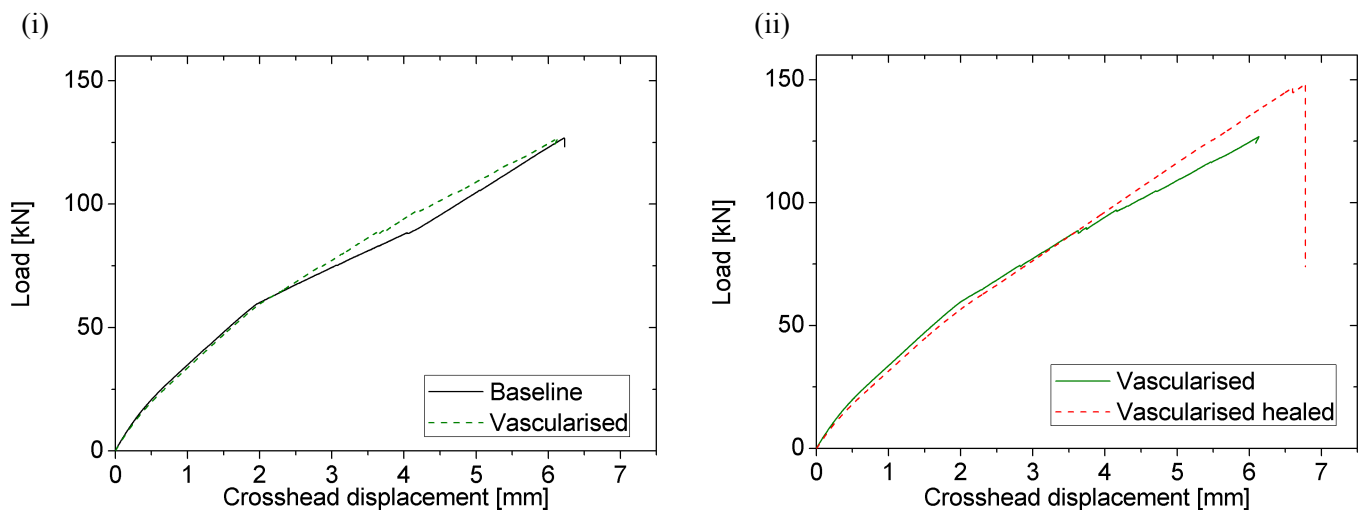 (i)
(ii)
150
100
50
0
Load [kN]
0 1 2 3 4 5 6 7
Crosshead displacement [mm]
Baseline
Vascularised
150
100
50
0
Load [kN]
0 1 2 3 4 5 6 7
Crosshead displacement [mm]
Vascularised
Vascularised healed